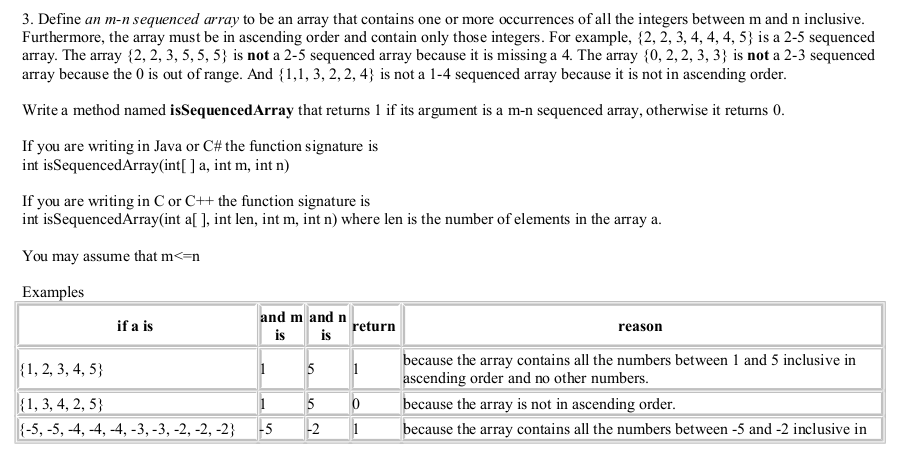 3. Define an m-n sequenced array to be an array that contains one or more occurrences of all the integers between m and n inclusive.
Furthermore, the array must be in ascending order and contain only those integers. For example, {2, 2, 3, 4, 4, 4, 5} is a 2-5 sequenced
array. The array {2, 2, 3, 5, 5, 5} is not a 2-5 sequenced array because it is missing a 4. The array {0, 2, 2, 3, 3} is not a 2-3 sequenced
array because the 0 is out of range. And {1,1, 3, 2, 2, 4} is not a 1-4 sequenced array because it is not in ascending order.
Write a method named isSequencedArray that returns 1 if its argument is a m-n sequenced array, otherwise it returns 0.
If you are writing in Java or C# the function signature is
int isSequencedArray(int[ ] a, int m, int n)
If you are writing in C or C++ the function signature is
int isSequencedArray(int a[ ], int len, int m, int n) where len is the number of elements in the array a.
You may assume that m<=n
Examples
if a is and m is and n is return reason
{1, 2, 3, 4, 5} 1 5 1 because the array contains all the numbers between 1 and 5 inclusive in
ascending order and no other numbers.
{1, 3, 4, 2, 5} 1 5 0 because the array is not in ascending order.
{-5, -5, -4, -4, -4, -3, -3, -2, -2, -2} -5 -2 1 because the array contains all the numbers between -5 and -2 inclusive in